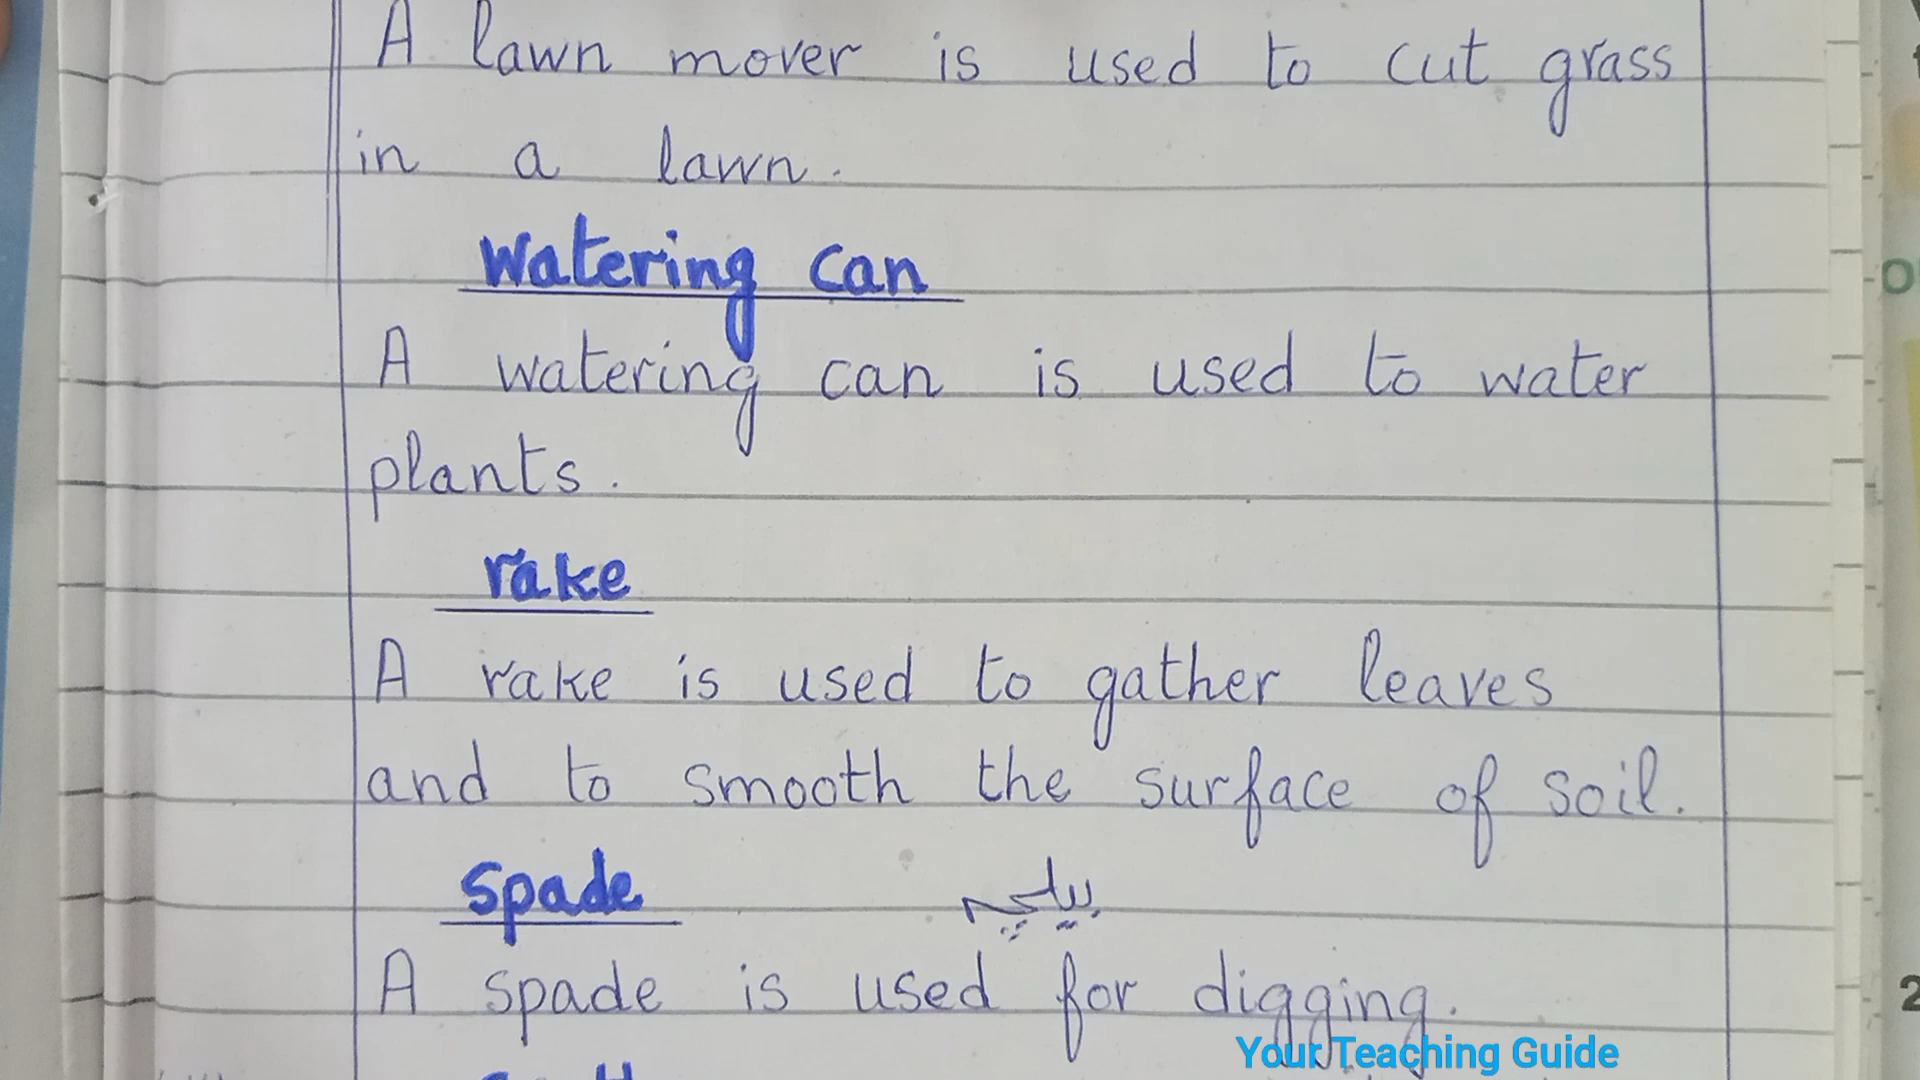 A lawn mover is used to cut grass
in a lawn.
Watering can
A watering can is used to water
plants.
rake
A rake is used to gather leaves
and to smooth the surface of soil.
Spade بیلچہ
A spade is used for digging.
Your Teaching Guide
2